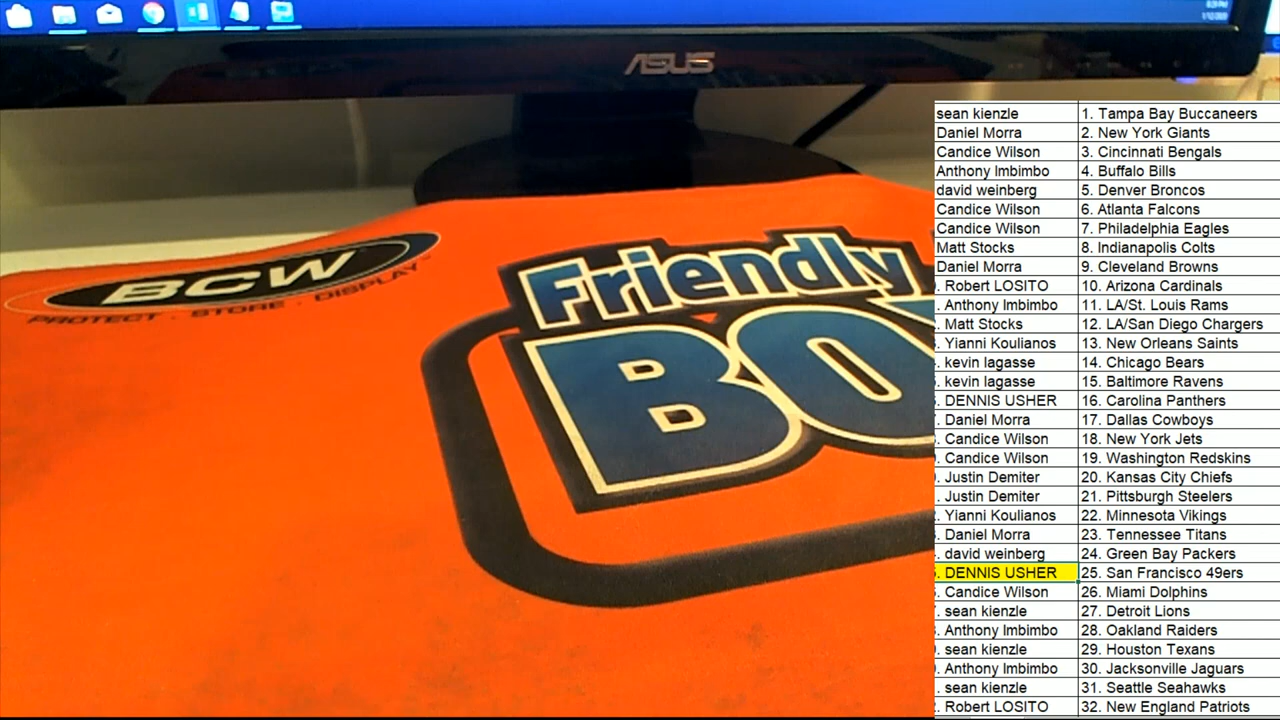 8:29 PM
ASUS
BCW
PROTECT · STORE · DISPLAY
Friendly
BO
sean kienzle 1. Tampa Bay Buccaneers
Daniel Morra 2. New York Giants
Candice Wilson 3. Cincinnati Bengals
Anthony Imbimbo 4. Buffalo Bills
david weinberg 5. Denver Broncos
Candice Wilson 6. Atlanta Falcons
Candice Wilson 7. Philadelphia Eagles
Matt Stocks 8. Indianapolis Colts
Daniel Morra 9. Cleveland Browns
. Robert LOSITO 10. Arizona Cardinals
. Anthony Imbimbo 11. LA/St. Louis Rams
. Matt Stocks 12. LA/San Diego Chargers
. Yianni Koulianos 13. New Orleans Saints
. kevin lagasse 14. Chicago Bears
. kevin lagasse 15. Baltimore Ravens
. DENNIS USHER 16. Carolina Panthers
. Daniel Morra 17. Dallas Cowboys
. Candice Wilson 18. New York Jets
. Candice Wilson 19. Washington Redskins
. Justin Demiter 20. Kansas City Chiefs
. Justin Demiter 21. Pittsburgh Steelers
. Yianni Koulianos 22. Minnesota Vikings
. Daniel Morra 23. Tennessee Titans
. david weinberg 24. Green Bay Packers
. DENNIS USHER 25. San Francisco 49ers
. Candice Wilson 26. Miami Dolphins
. sean kienzle 27. Detroit Lions
. Anthony Imbimbo 28. Oakland Raiders
. sean kienzle 29. Houston Texans
. Anthony Imbimbo 30. Jacksonville Jaguars
. sean kienzle 31. Seattle Seahawks
. Robert LOSITO 32. New England Patriots